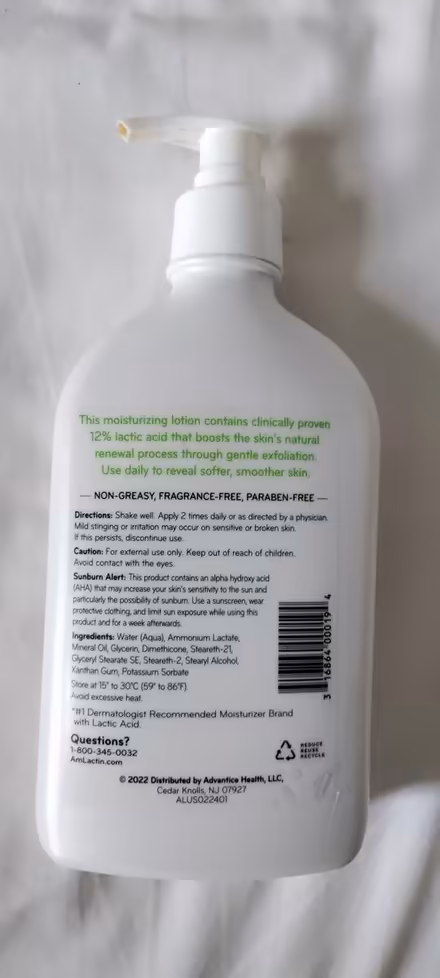 This moisturizing lotion contains clinically proven
12% lactic acid that boosts the skin's natural
renewal process through gentle exfoliation.
Use daily to reveal softer, smoother skin.
— NON-GREASY, FRAGRANCE-FREE, PARABEN-FREE —
Directions: Shake well. Apply 2 times daily or as directed by a physician.
Mild stinging or irritation may occur on sensitive or broken skin.
If this persists, discontinue use.
Caution: For external use only. Keep out of reach of children.
Avoid contact with the eyes.
Sunburn Alert: This product contains an alpha hydroxy acid
(AHA) that may increase your skin's sensitivity to the sun and
particularly the possibility of sunburn. Use a sunscreen, wear
protective clothing, and limit sun exposure while using this
product and for a week afterwards.
Ingredients: Water (Aqua), Ammonium Lactate,
Mineral Oil, Glycerin, Dimethicone, Steareth-21,
Glyceryl Stearate SE, Steareth-2, Stearyl Alcohol,
Xanthan Gum, Potassium Sorbate
Store at 15° to 30°C (59° to 86°F).
Avoid excessive heat.
3 16864 00019 4
*#1 Dermatologist Recommended Moisturizer Brand
with Lactic Acid.
Questions?
1-800-345-0032
AmLactin.com
REDUCE
REUSE
RECYCLE
© 2022 Distributed by Advantice Health, LLC,
Cedar Knolls, NJ 07927
ALUS022401